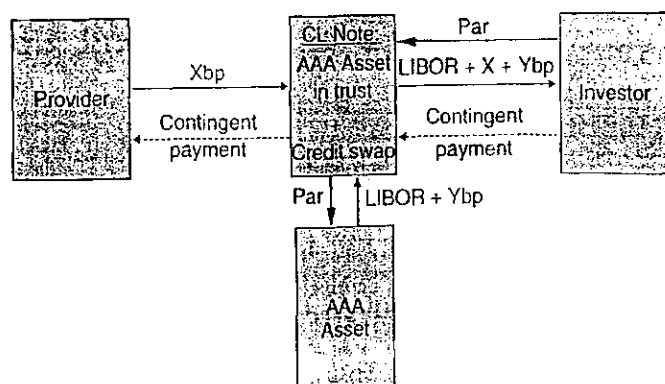 CL Note:
AAA Asset
in trust
Credit swap
Provider
Xbp
Contingent
payment
Par
LIBOR + X + Ybp
Contingent
payment
Investor
Par
LIBOR + Ybp
AAA
Asset